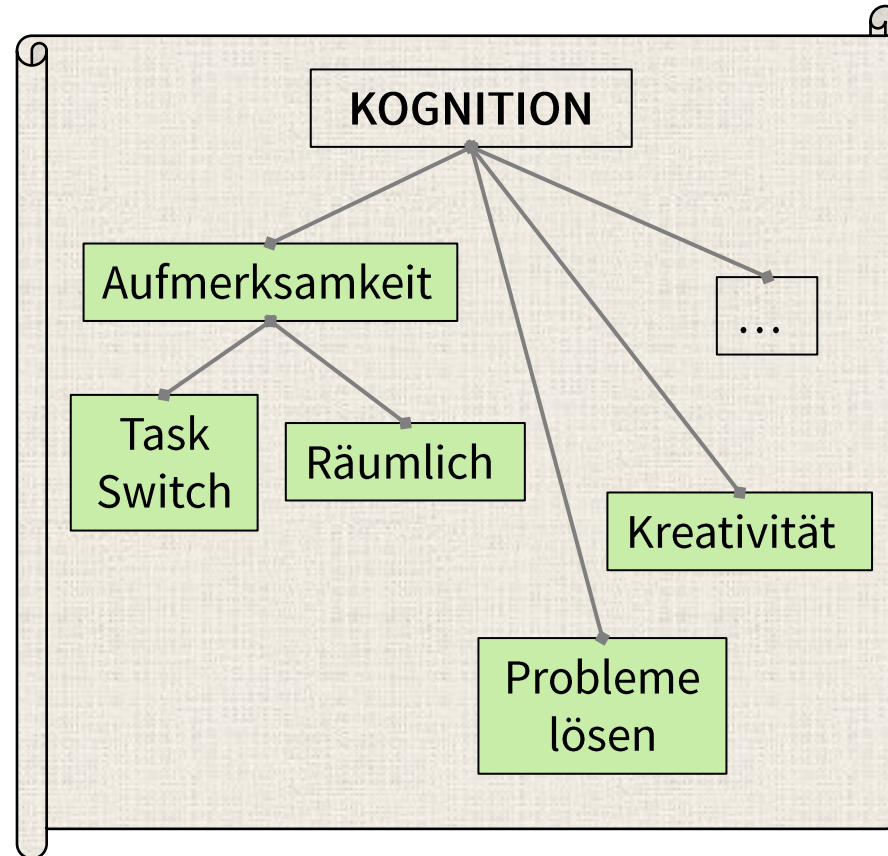 KOGNITION
Aufmerksamkeit
...
Task
Switch
Räumlich
Kreativität
Probleme
lösen